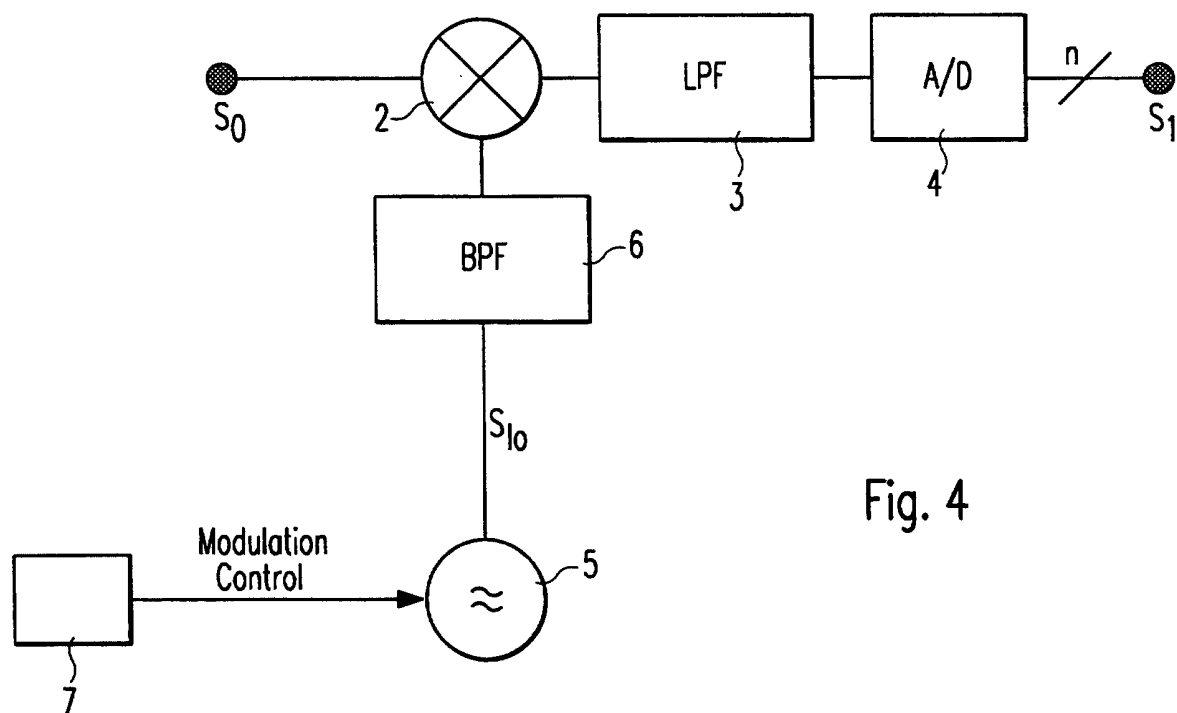 S0
2
LPF
3
A/D
4
n
S1
BPF
6
Slo
Modulation
Control
5
≈
7
Fig. 4